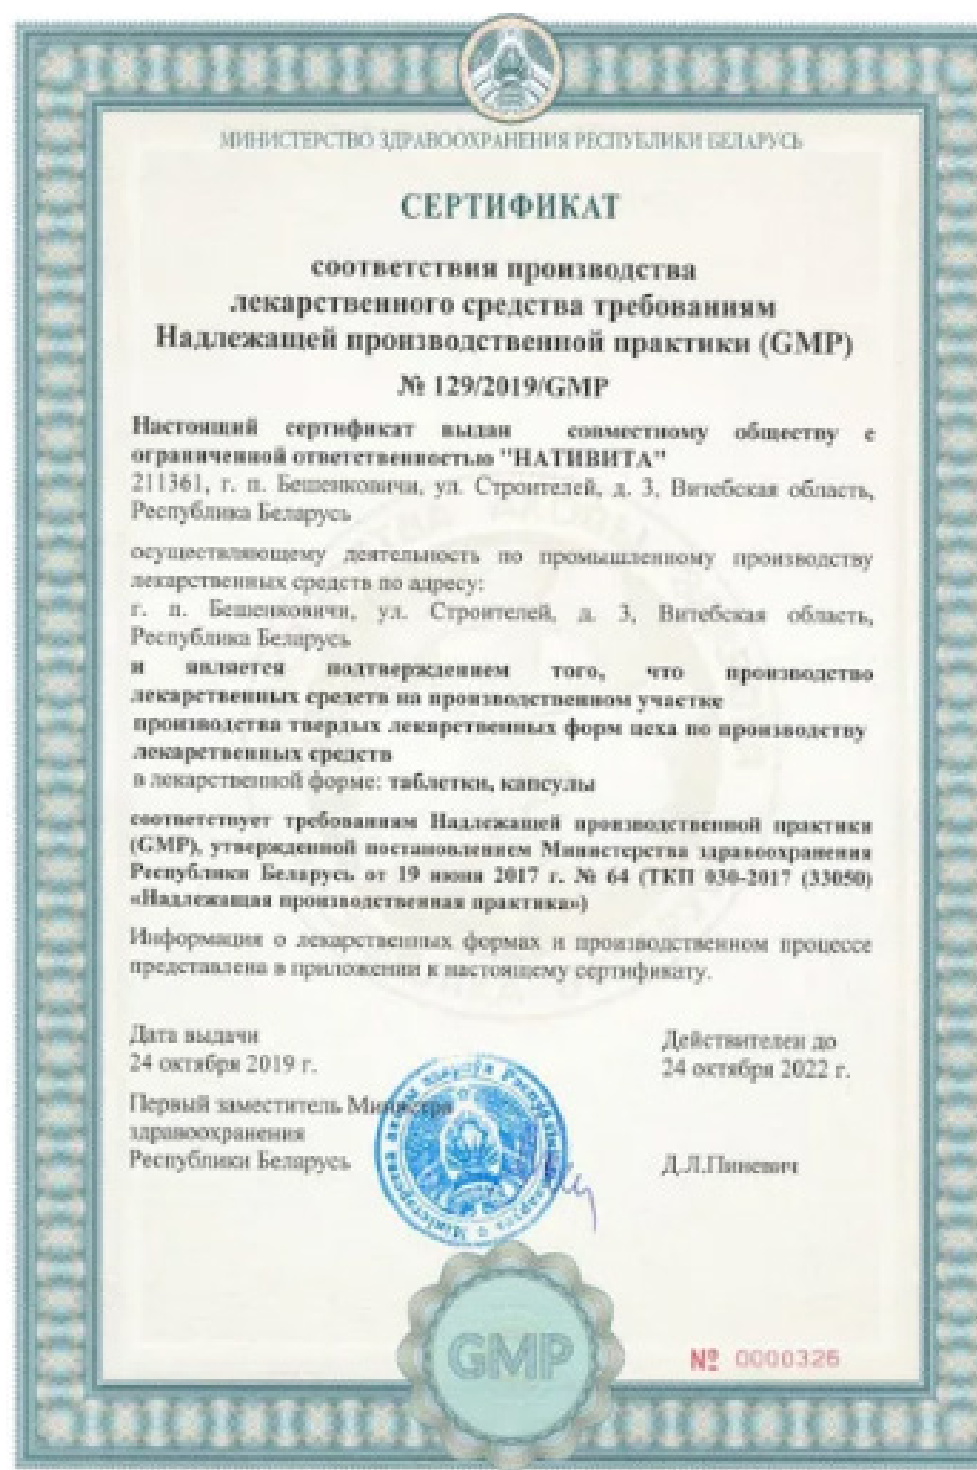 МИНИСТЕРСТВО ЗДРАВООХРАНЕНИЯ РЕСПУБЛИКИ БЕЛАРУСЬ
СЕРТИФИКАТ
соответствия производства
лекарственного средства требованиям
Надлежащей производственной практики (GMP)
№ 129/2019/GMP
Настоящий сертификат выдан совместному обществу с
ограниченной ответственностью "НАТИВИТА"
211361, г. п. Бешенковичи, ул. Строителей, д. 3, Витебская область,
Республика Беларусь
осуществляющему деятельность по промышленному производству
лекарственных средств по адресу:
г. п. Бешенковичи, ул. Строителей, д. 3, Витебская область,
Республика Беларусь
и является подтверждением того, что производство
лекарственных средств на производственном участке
производства твердых лекарственных форм цеха по производству
лекарственных средств
в лекарственной форме: таблетки, капсулы
соответствует требованиям Надлежащей производственной практики
(GMP), утвержденной постановлением Министерства здравоохранения
Республики Беларусь от 19 июня 2017 г. № 64 (ТКП 030-2017 (33050)
«Надлежащая производственная практика»)
Информация о лекарственных формах и производственном процессе
представлена в приложении к настоящему сертификату.
Дата выдачи
24 октября 2019 г.
Действителен до
24 октября 2022 г.
Первый заместитель Министра
здравоохранения
Республики Беларусь
Д.Л.Пиневич
GMP
№ 0000326